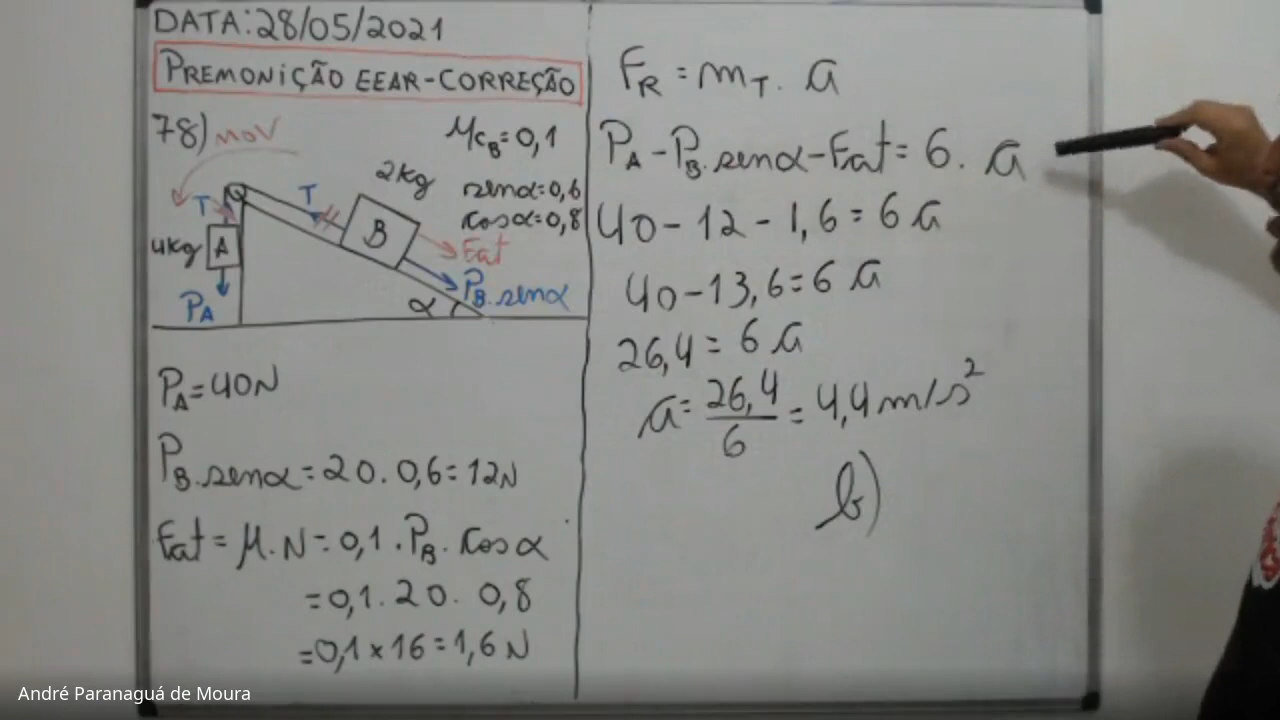 DATA: 28/05/2021
PREMONIÇÃO EEAR-CORREÇÃO
78) MOV
μcB = 0,1
2kg
senα = 0,6
cosα = 0,8
T
T
B
4kg
A
Fat
PB.senα
PA
α
PA = 40N
PB.senα = 20.0,6 = 12N
Fat = μ.N = 0,1.PB.cosα
= 0,1.20.0,8
= 0,1 x 16 = 1,6 N
FR = mT.a
PA - PB.senα - Fat = 6.a
40 - 12 - 1,6 = 6a
40 - 13,6 = 6a
26,4 = 6a
a = 26,4/6 = 4,4 m/s²
b)
André Paranaguá de Moura